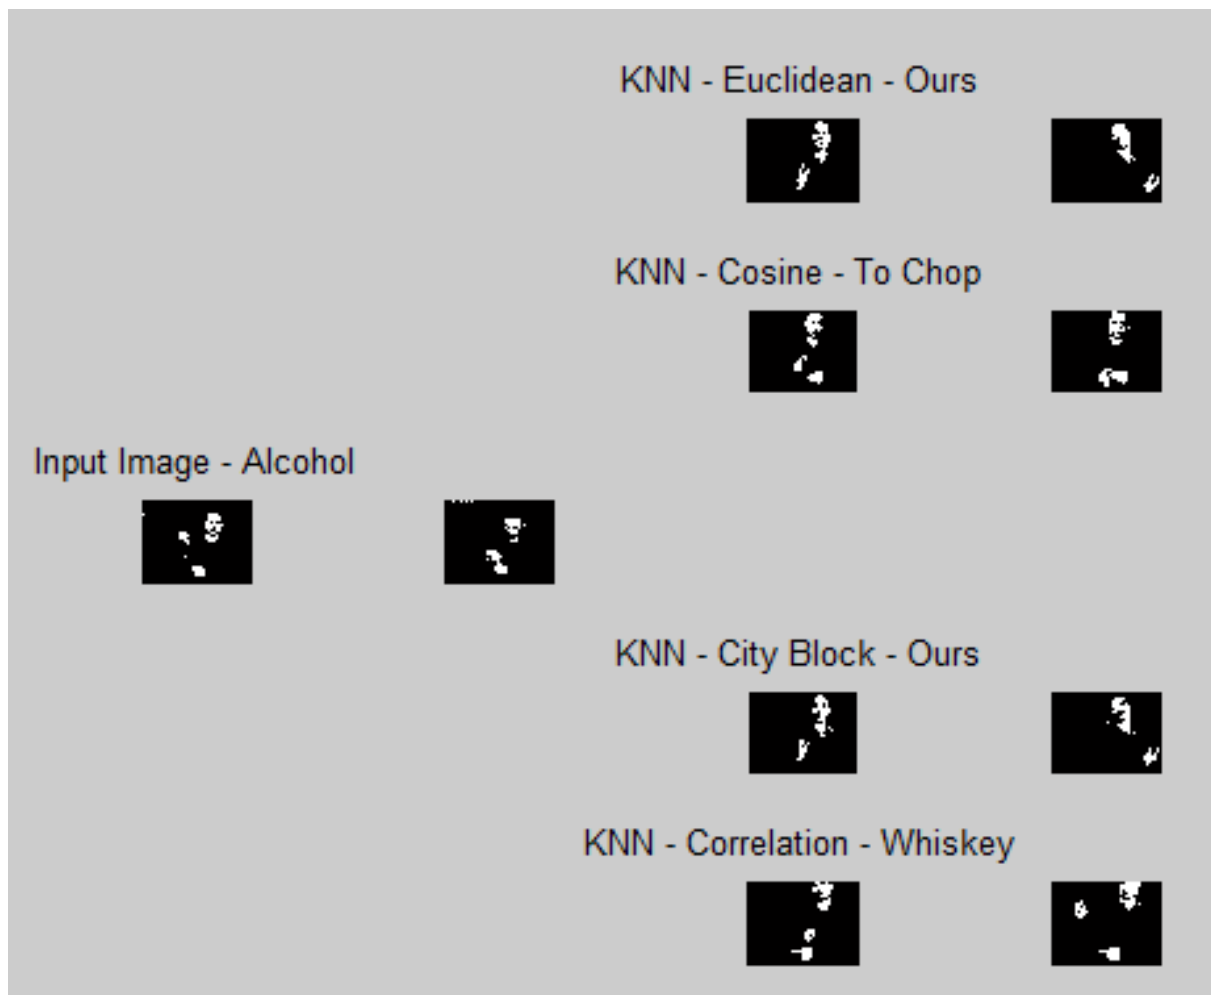 KNN - Euclidean - Ours
KNN - Cosine - To Chop
Input Image - Alcohol
KNN - City Block - Ours
KNN - Correlation - Whiskey